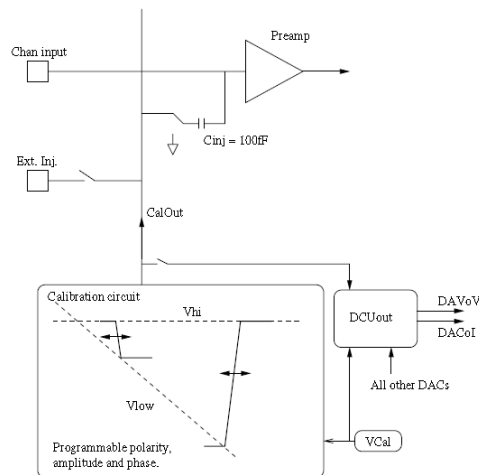 Preamp
Chan input
Cinj = 100fF
Ext. Inj.
CalOut
Calibration circuit
Vhi
DAVoV
DCUout
DACoI
All other DACs
Vlow
VCal
Programmable polarity,
amplitude and phase.